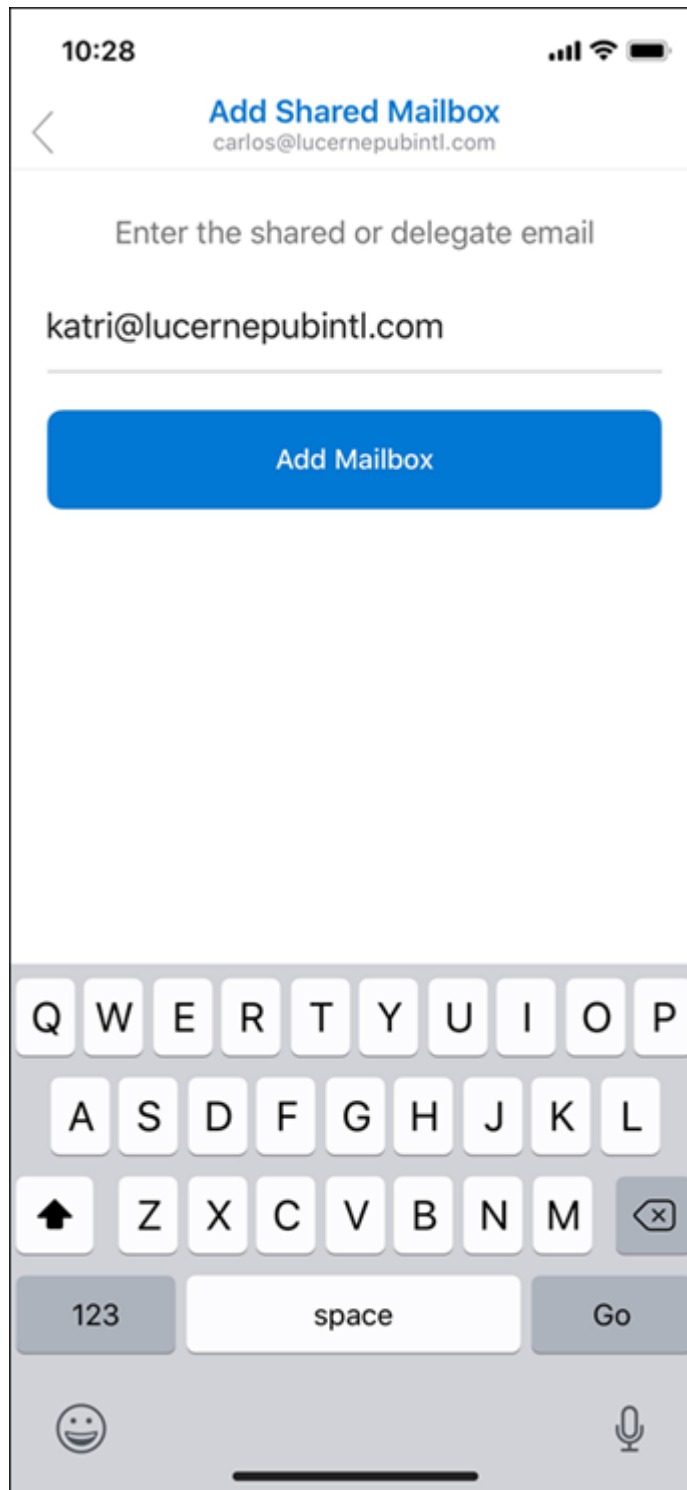 10:28
Add Shared Mailbox
carlos@lucernepubintl.com
Enter the shared or delegate email
katri@lucernepubintl.com
Add Mailbox
Q W E R T Y U I O P
A S D F G H J K L
Z X C V B N M
123 space Go